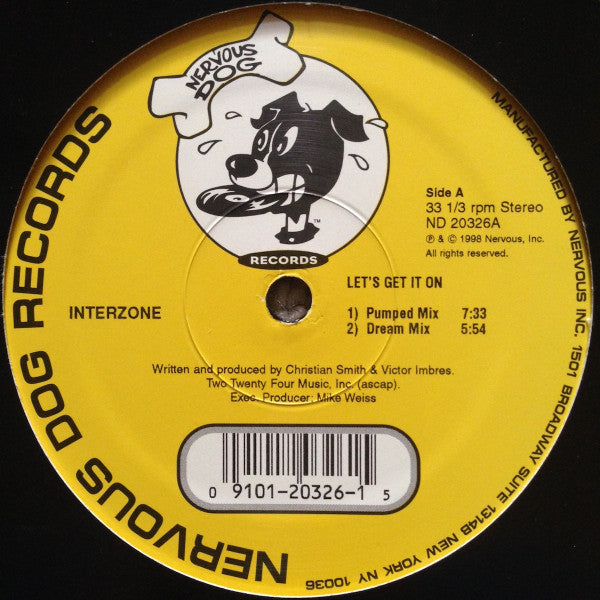 NERVOUS
DOG
TM
RECORDS
NERVOUS DOG RECORDS
MANUFACTURED BY NERVOUS INC. 1501 BROADWAY SUITE 1314B NEW YORK NY 10036
Side A
33 1/3 rpm Stereo
ND 20326A
℗ & © 1998 Nervous, Inc.
All rights reserved.
INTERZONE
LET'S GET IT ON
1) Pumped Mix 7:33
2) Dream Mix 5:54
Written and produced by Christian Smith & Victor Imbres.
Two Twenty Four Music, Inc. (ascap).
Exec. Producer: Mike Weiss
0 9101-20326-1 5